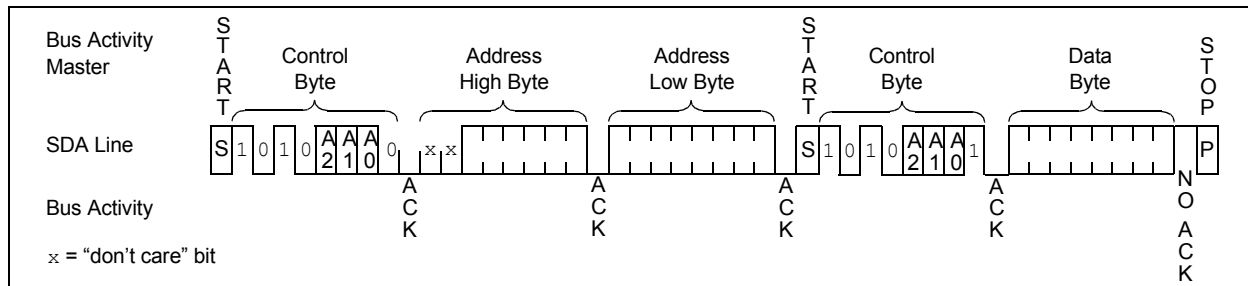 Bus Activity
Master
START
Control
Byte
Address
High Byte
Address
Low Byte
START
Control
Byte
Data
Byte
STOP
SDA Line
S 1 0 1 0 A2 A1 A0 0 x x S 1 0 1 0 A2 A1 A0 1 P
Bus Activity
ACK
ACK
ACK
ACK
NO ACK
x = “don’t care” bit